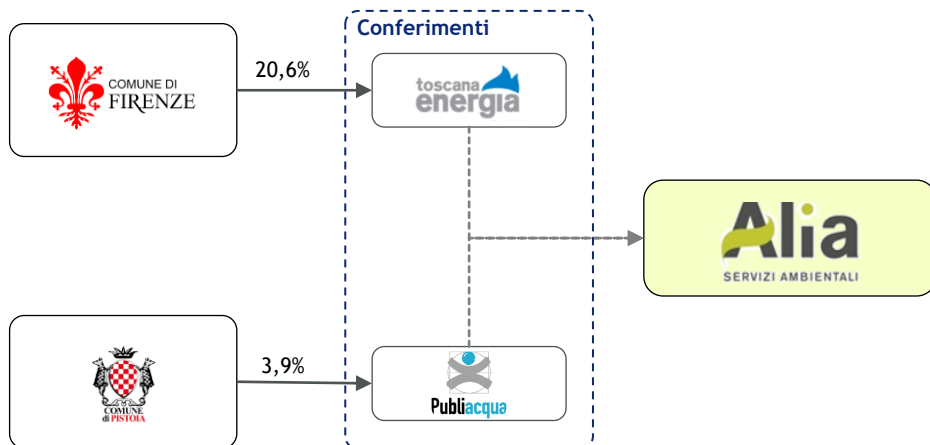 Conferimenti
COMUNE DI
FIRENZE
20,6%
toscana
energia
Alia
SERVIZI AMBIENTALI
COMUNE
di PISTOIA
3,9%
Publiacqua